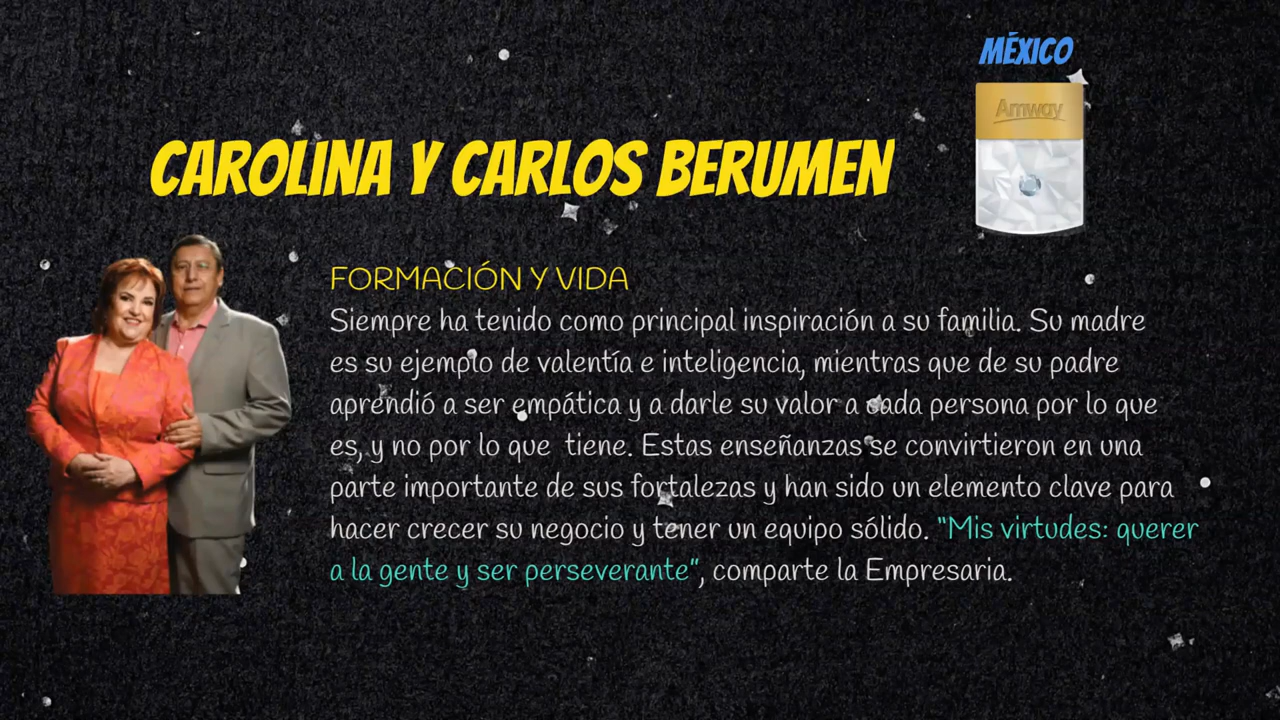 MÉXICO
Amway
CAROLINA Y CARLOS BERUMEN
FORMACIÓN Y VIDA
Siempre ha tenido como principal inspiración a su familia. Su madre
es su ejemplo de valentía e inteligencia, mientras que de su padre
aprendió a ser empática y a darle su valor a cada persona por lo que
es, y no por lo que tiene. Estas enseñanzas se convirtieron en una
parte importante de sus fortalezas y han sido un elemento clave para
hacer crecer su negocio y tener un equipo sólido. "Mis virtudes: querer
a la gente y ser perseverante", comparte la Empresaria.